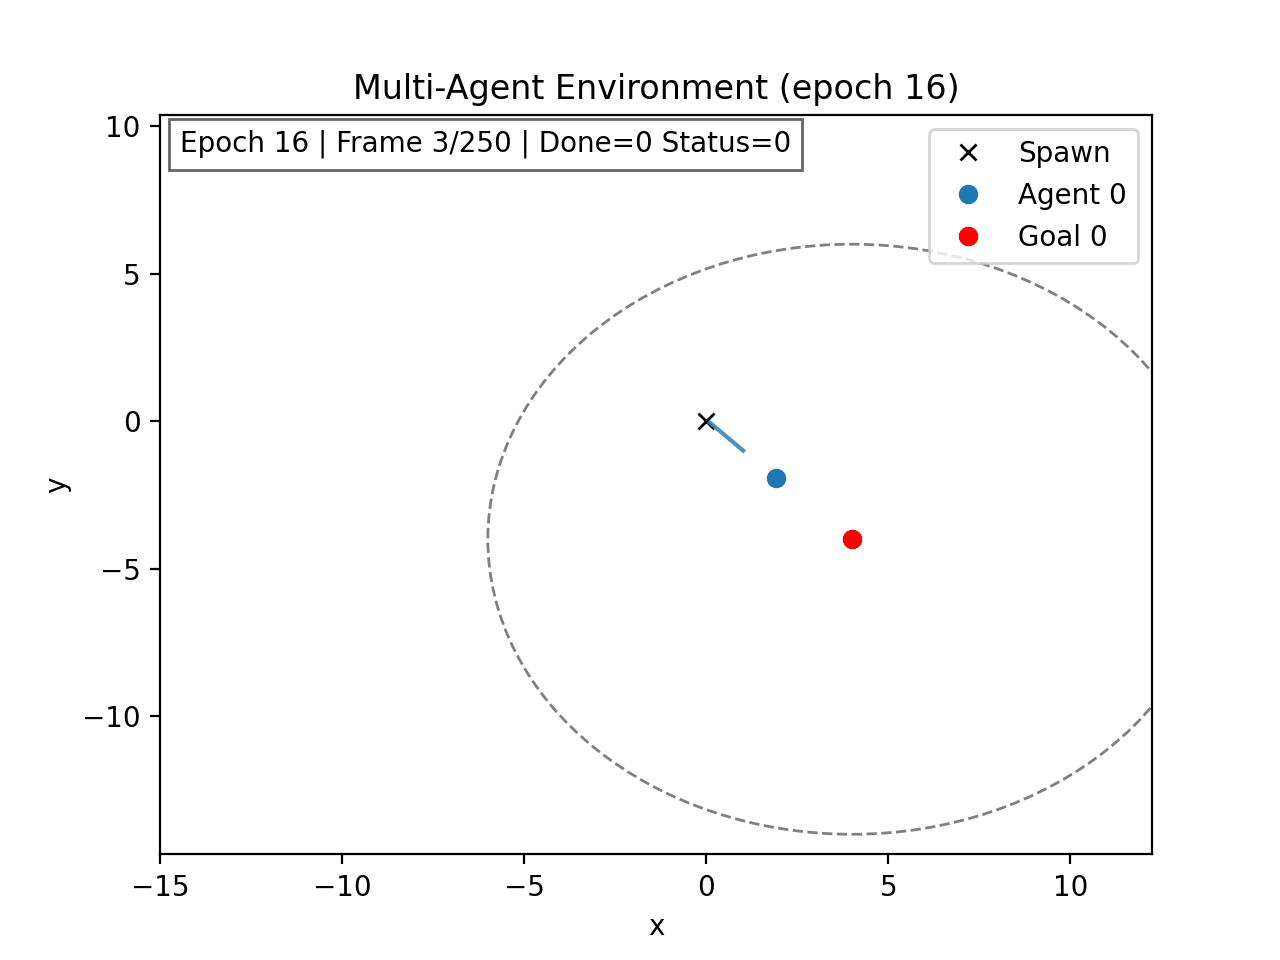 Multi-Agent Environment (epoch 16)
Epoch 16 | Frame 3/250 | Done=0 Status=0
Spawn
Agent 0
Goal 0
10
5
0
−5
−10
y
−15
−10
−5
0
5
10
x